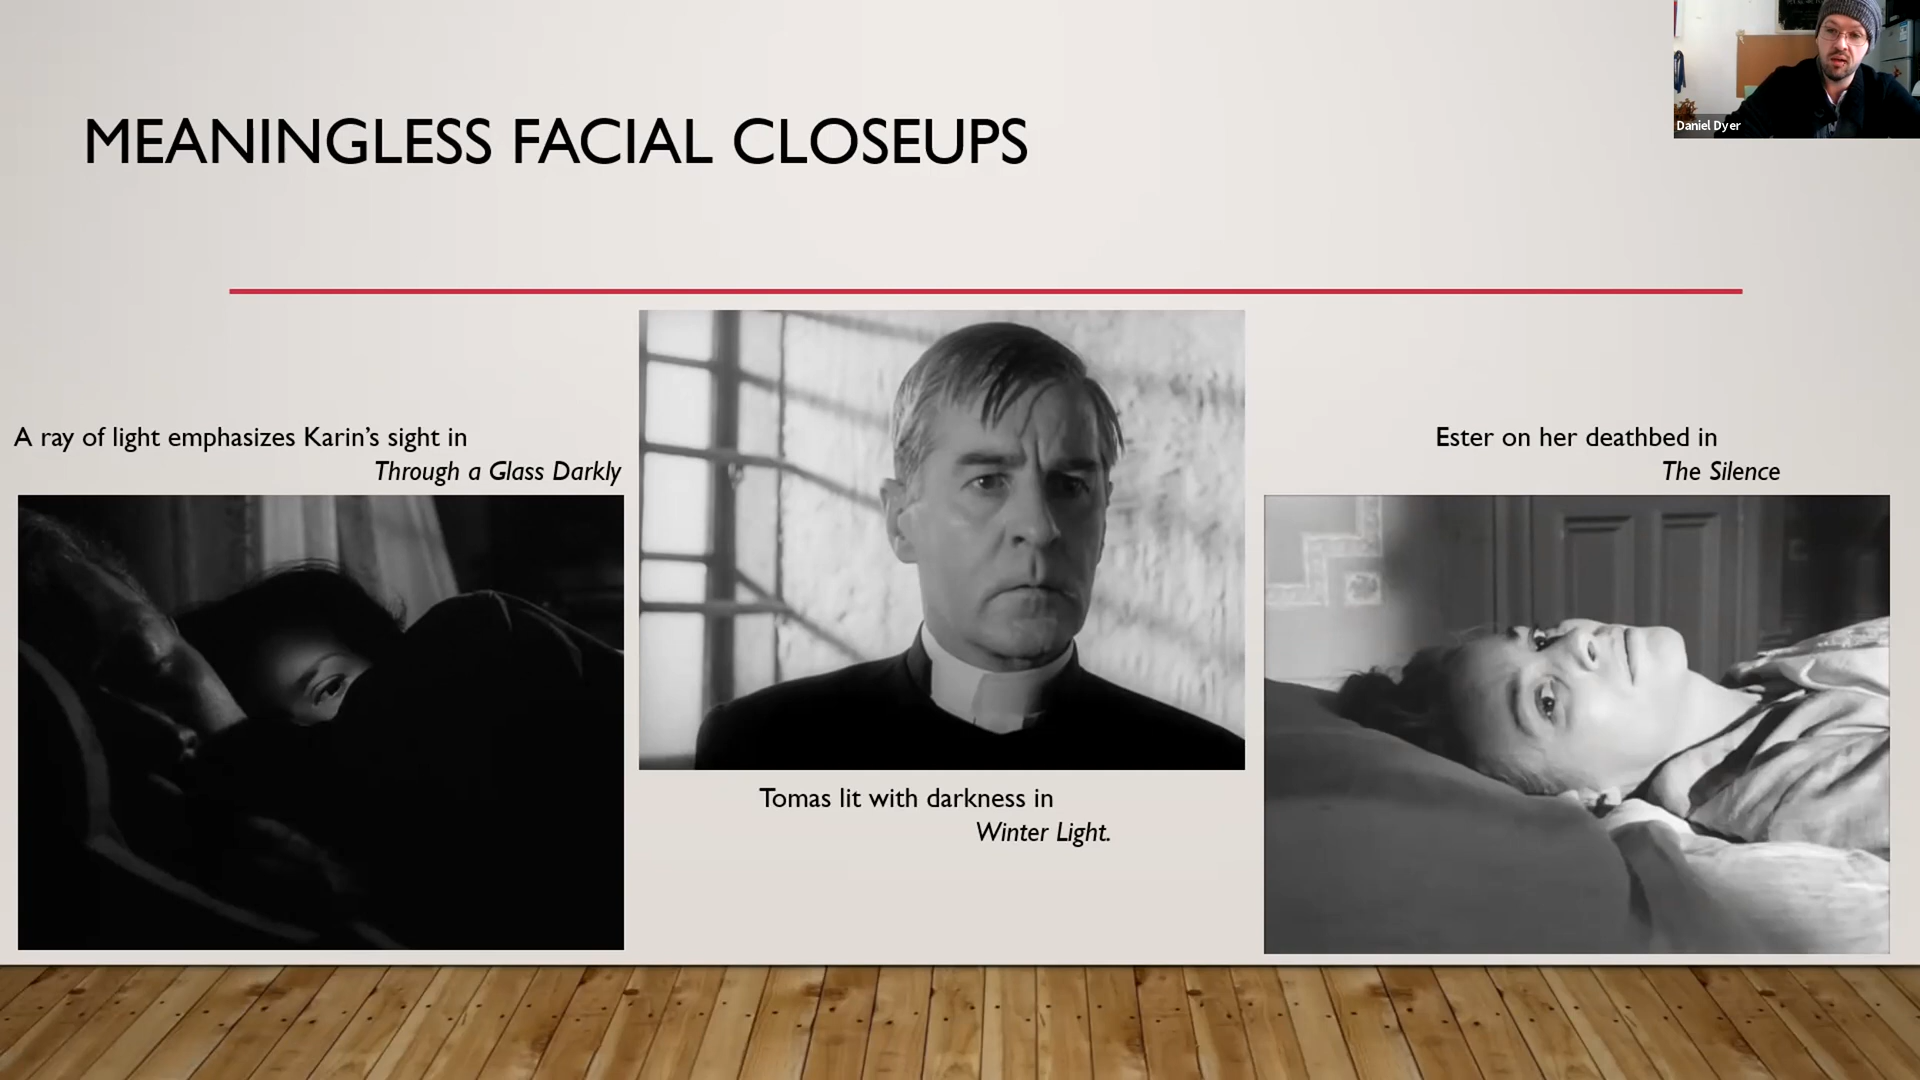 MEANINGLESS FACIAL CLOSEUPS
Daniel Dyer
A ray of light emphasizes Karin’s sight in
Through a Glass Darkly
Tomas lit with darkness in
Winter Light.
Ester on her deathbed in
The Silence